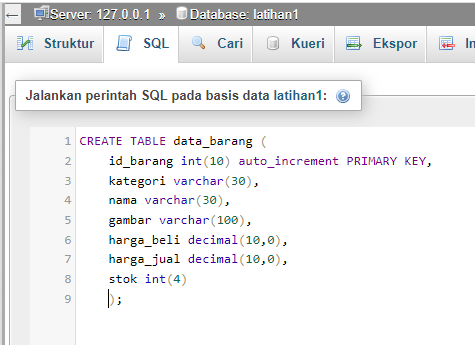 Server: 127.0.0.1 » Database: latihan1
Struktur SQL Cari Kueri Ekspor In
Jalankan perintah SQL pada basis data latihan1:
1 CREATE TABLE data_barang (
2 id_barang int(10) auto_increment PRIMARY KEY,
3 kategori varchar(30),
4 nama varchar(30),
5 gambar varchar(100),
6 harga_beli decimal(10,0),
7 harga_jual decimal(10,0),
8 stok int(4)
9 );